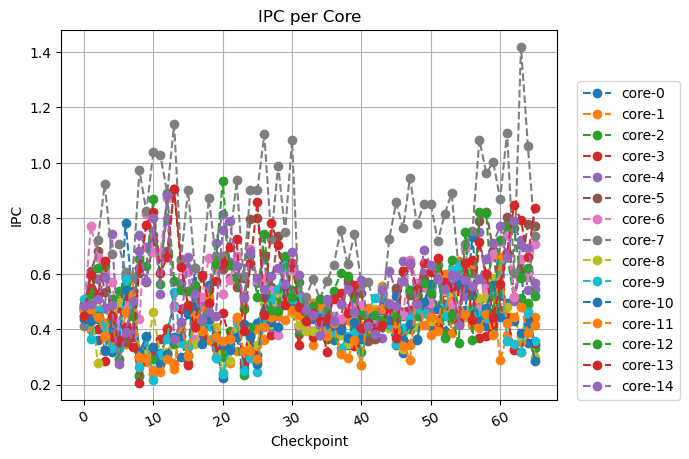 IPC per Core
IPC
1.4
1.2
1.0
0.8
0.6
0.4
0.2
0
10
20
30
40
50
60
Checkpoint
core-0
core-1
core-2
core-3
core-4
core-5
core-6
core-7
core-8
core-9
core-10
core-11
core-12
core-13
core-14